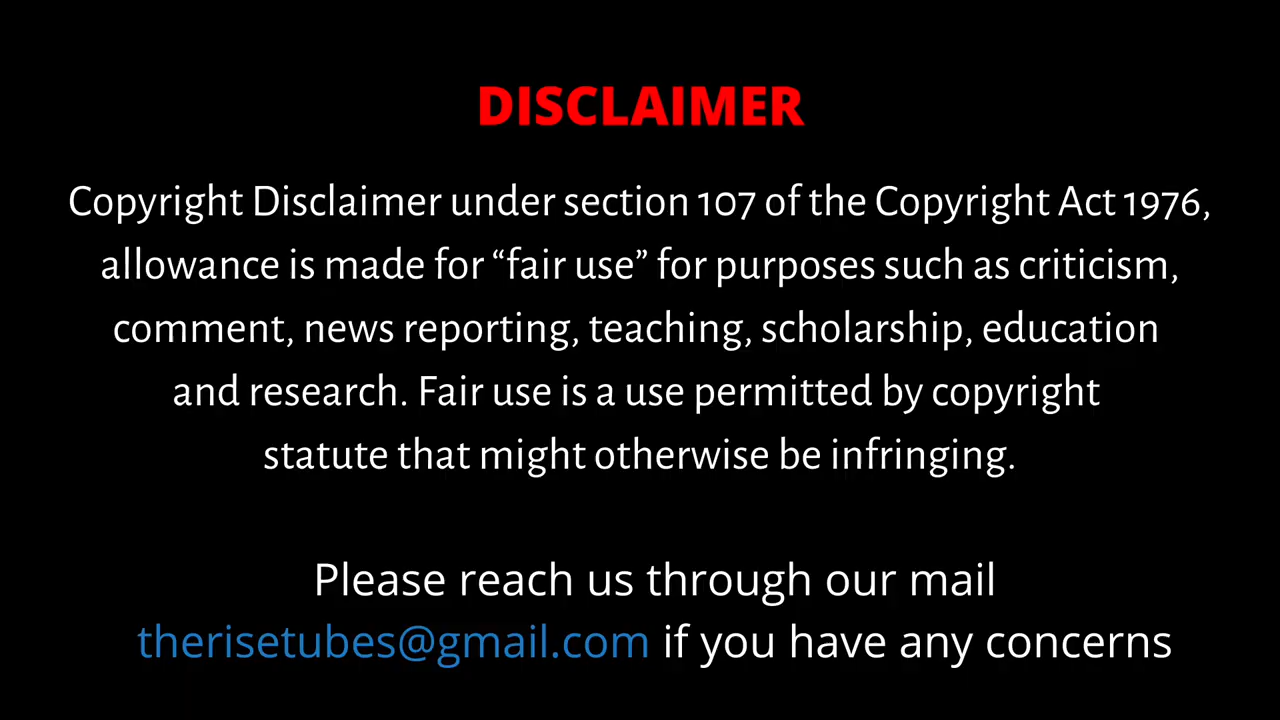 DISCLAIMER
Copyright Disclaimer under section 107 of the Copyright Act 1976,
allowance is made for “fair use” for purposes such as criticism,
comment, news reporting, teaching, scholarship, education
and research. Fair use is a use permitted by copyright
statute that might otherwise be infringing.
Please reach us through our mail
therisetubes@gmail.com if you have any concerns